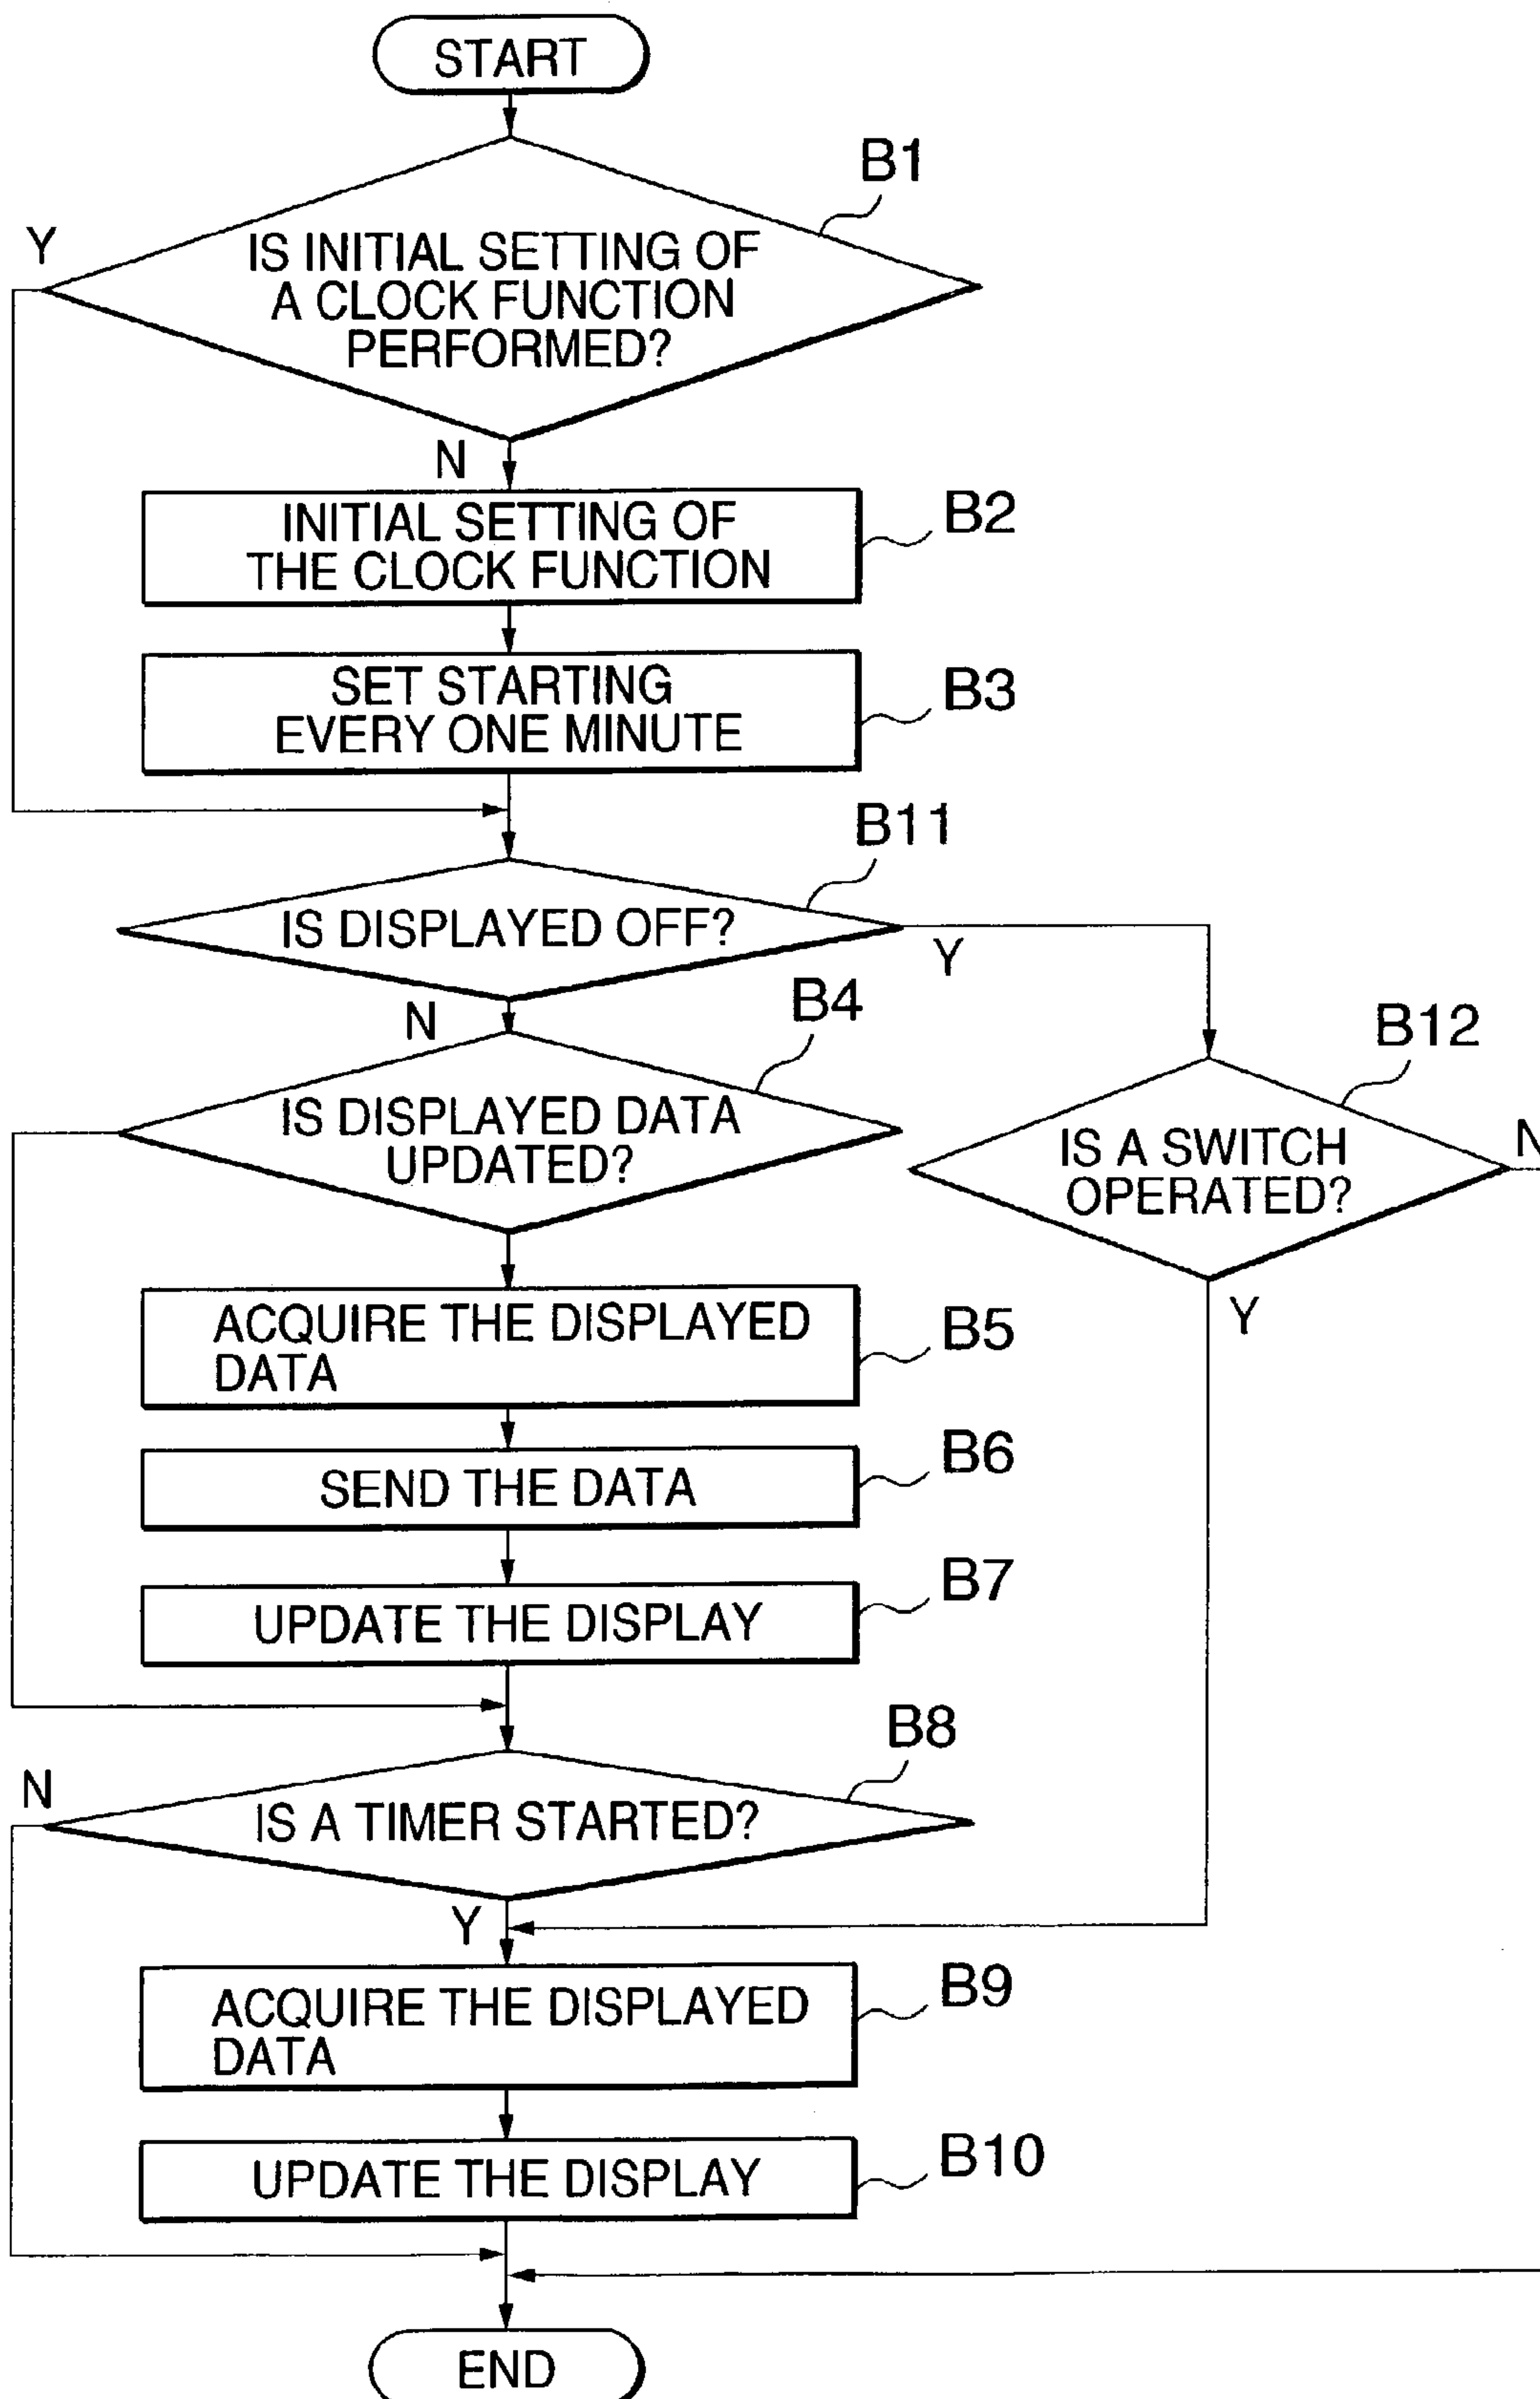 START
B1
Y
IS INITIAL SETTING OF
A CLOCK FUNCTION
PERFORMED?
N
INITIAL SETTING OF
THE CLOCK FUNCTION
B2
SET STARTING
EVERY ONE MINUTE
B3
B11
IS DISPLAYED OFF?
Y
N
B4
B12
IS DISPLAYED DATA
UPDATED?
IS A SWITCH
OPERATED?
N
Y
ACQUIRE THE DISPLAYED
DATA
B5
SEND THE DATA
B6
UPDATE THE DISPLAY
B7
B8
N
IS A TIMER STARTED?
Y
ACQUIRE THE DISPLAYED
DATA
B9
UPDATE THE DISPLAY
B10
END